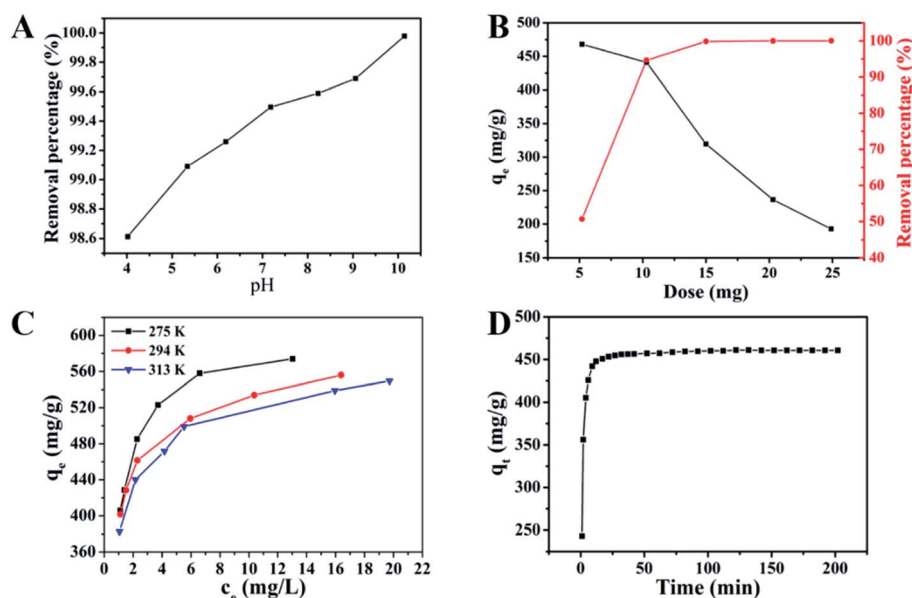 A
Removal percentage (%)
100.0
99.8
99.6
99.4
99.2
99.0
98.8
98.6
4 5 6 7 8 9 10
pH
B
qe (mg/g)
500
450
400
350
300
250
200
150
5 10 15 20 25
Dose (mg)
100
90
80
70
60
50
40
Removal percentage (%)
C
qe (mg/g)
600
560
520
480
440
400
360
275 K
294 K
313 K
0 2 4 6 8 10 12 14 16 18 20 22
ce (mg/L)
D
qt (mg/g)
500
450
400
350
300
250
0 50 100 150 200
Time (min)